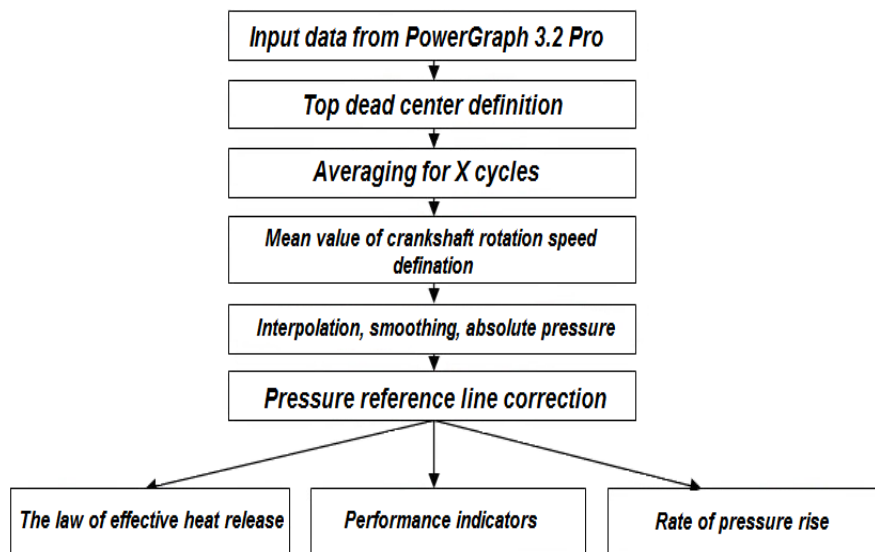 Input data from PowerGraph 3.2 Pro
Top dead center definition
Averaging for X cycles
Mean value of crankshaft rotation speed
defination
Interpolation, smoothing, absolute pressure
Pressure reference line correction
The law of effective heat release
Performance indicators
Rate of pressure rise